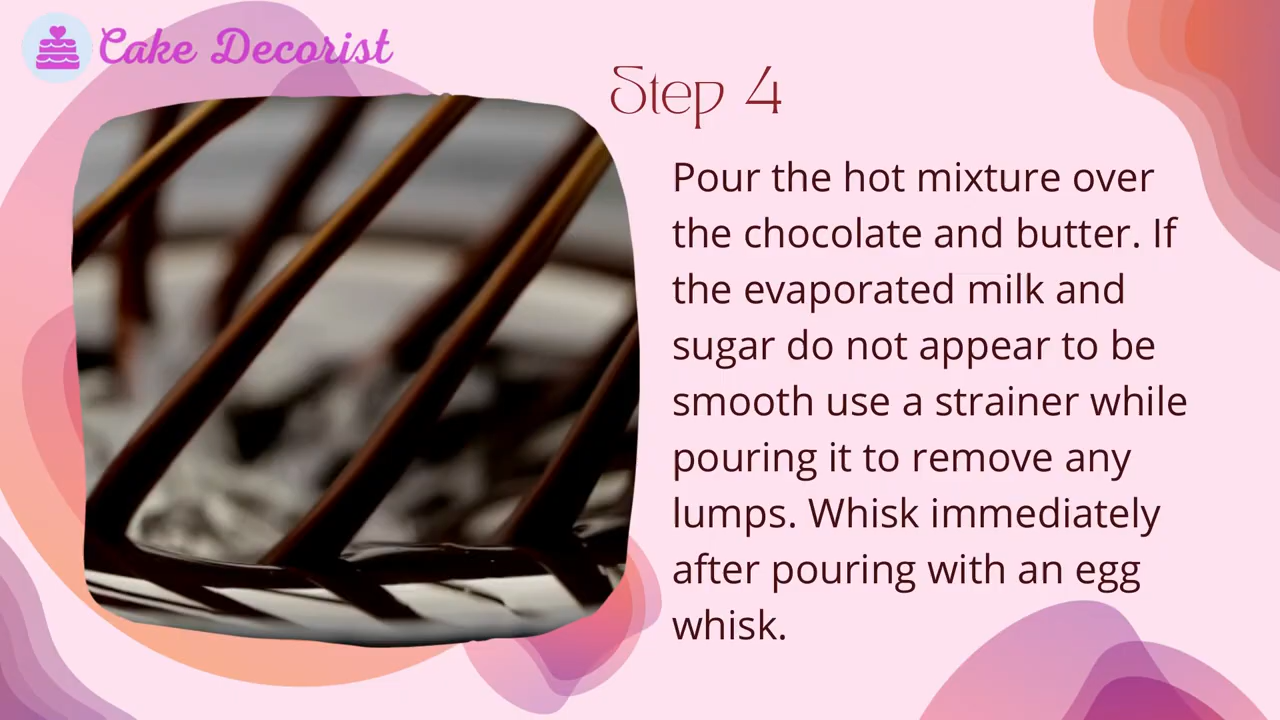 Cake Decorist
Step 4
Pour the hot mixture over
the chocolate and butter. If
the evaporated milk and
sugar do not appear to be
smooth use a strainer while
pouring it to remove any
lumps. Whisk immediately
after pouring with an egg
whisk.